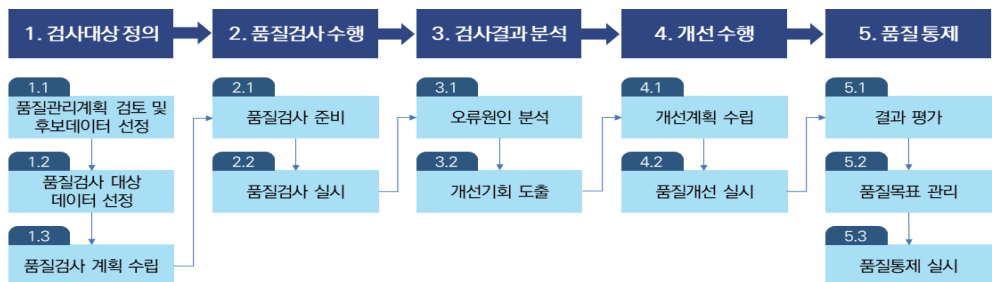 1. 검사대상 정의
2. 품질검사 수행
3. 검사결과 분석
4. 개선 수행
5. 품질 통제
1.1
품질관리계획 검토 및
후보데이터 선정
1.2
품질검사 대상
데이터 선정
1.3
품질검사 계획 수립
2.1
품질검사 준비
2.2
품질검사 실시
3.1
오류원인 분석
3.2
개선기회 도출
4.1
개선계획 수립
4.2
품질개선 실시
5.1
결과 평가
5.2
품질목표 관리
5.3
품질통제 실시